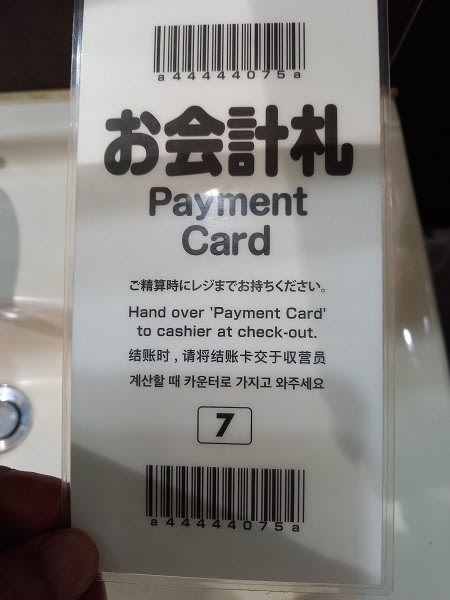 a44444075a
お会計札
Payment
Card
ご精算時にレジまでお持ちください。
Hand over 'Payment Card'
to cashier at check-out.
结账时，请将结账卡交于収营员
계산할 때 카운터로 가지고 와주세요
7
a44444075a